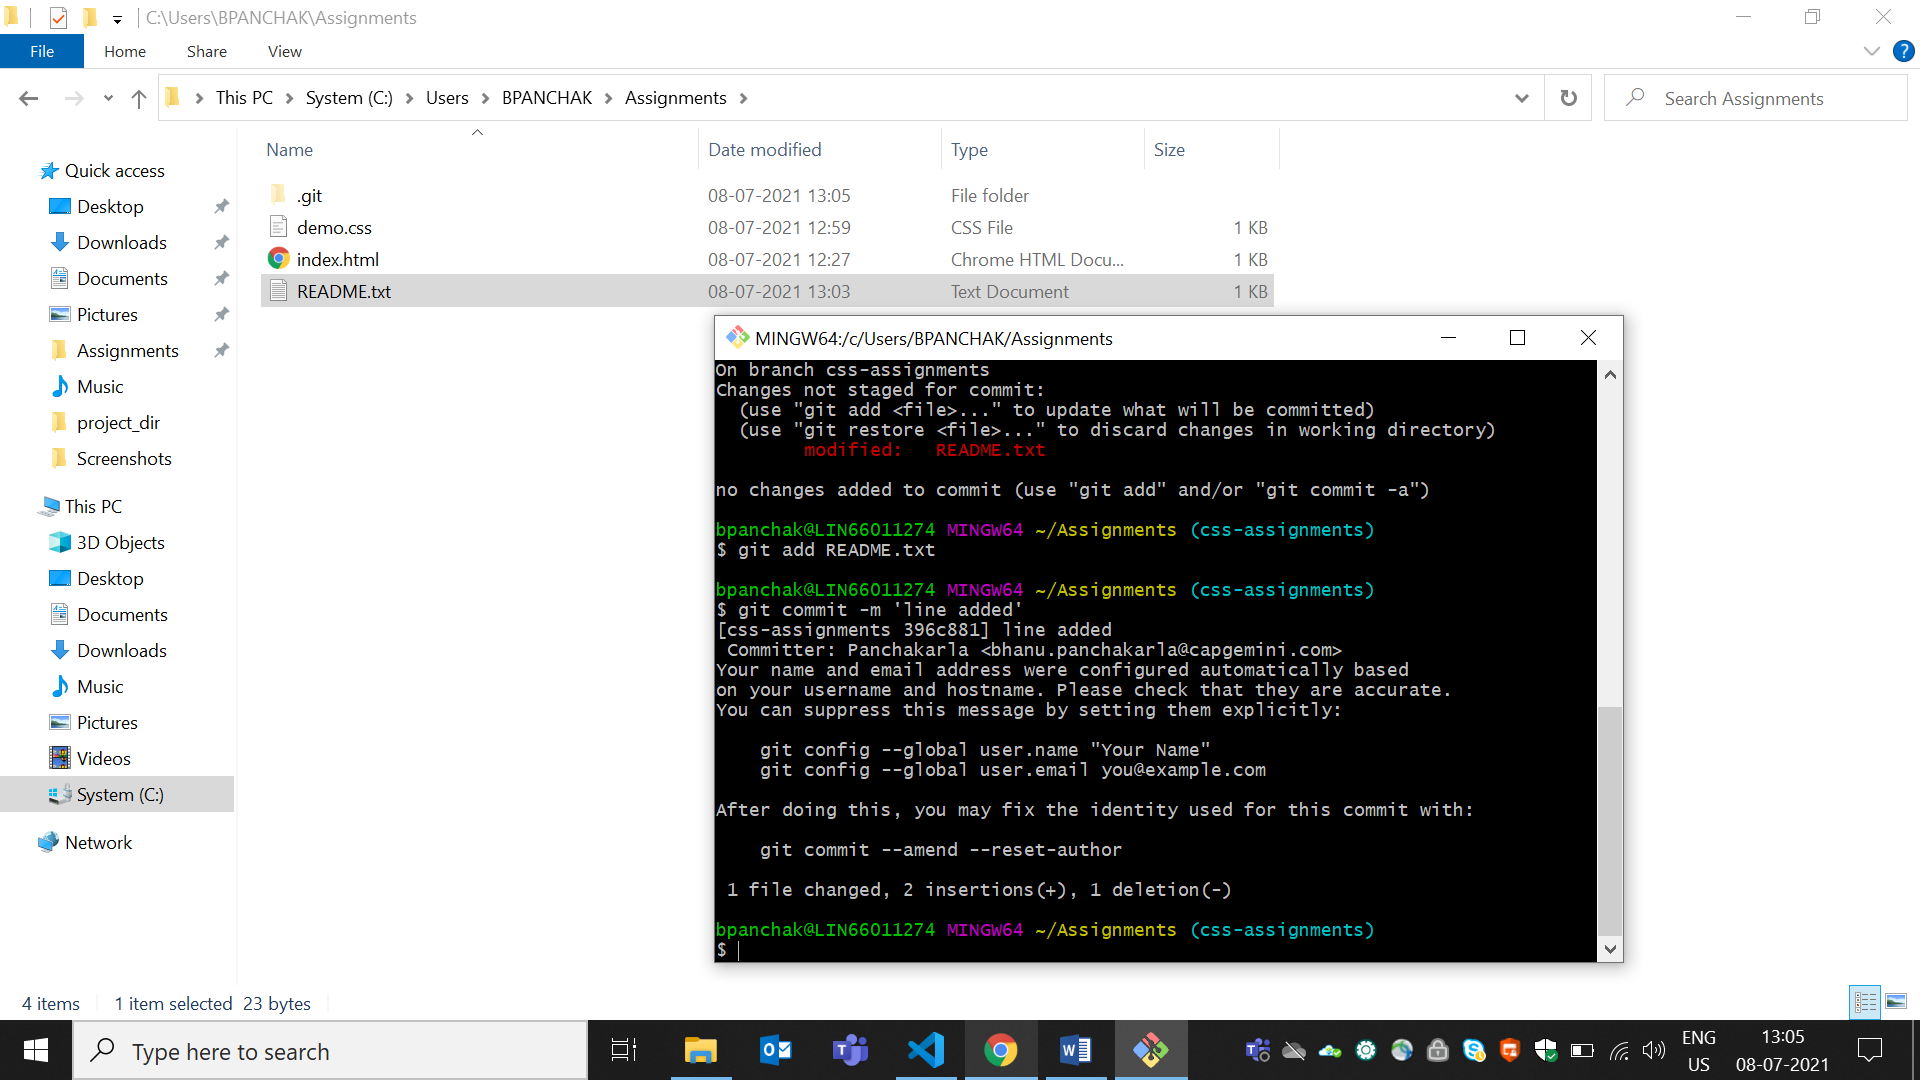 C:\Users\BPANCHAK\Assignments
File Home Share View
This PC System (C:) Users BPANCHAK Assignments
Search Assignments
Name Date modified Type Size
.git 08-07-2021 13:05 File folder
demo.css 08-07-2021 12:59 CSS File 1 KB
index.html 08-07-2021 12:27 Chrome HTML Docu... 1 KB
README.txt 08-07-2021 13:03 Text Document 1 KB
Quick access
Desktop
Downloads
Documents
Pictures
Assignments
Music
project_dir
Screenshots
This PC
3D Objects
Desktop
Documents
Downloads
Music
Pictures
Videos
System (C:)
Network
MINGW64:/c/Users/BPANCHAK/Assignments
On branch css-assignments
Changes not staged for commit:
(use "git add <file>..." to update what will be committed)
(use "git restore <file>..." to discard changes in working directory)
modified: README.txt
no changes added to commit (use "git add" and/or "git commit -a")
bpanchak@LIN66011274 MINGW64 ~/Assignments (css-assignments)
$ git add README.txt
bpanchak@LIN66011274 MINGW64 ~/Assignments (css-assignments)
$ git commit -m 'line added'
[css-assignments 396c881] line added
Committer: Panchakarla <bhanu.panchakarla@capgemini.com>
Your name and email address were configured automatically based
on your username and hostname. Please check that they are accurate.
You can suppress this message by setting them explicitly:
git config --global user.name "Your Name"
git config --global user.email you@example.com
After doing this, you may fix the identity used for this commit with:
git commit --amend --reset-author
1 file changed, 2 insertions(+), 1 deletion(-)
bpanchak@LIN66011274 MINGW64 ~/Assignments (css-assignments)
$
4 items 1 item selected 23 bytes
Type here to search
ENG
US
13:05
08-07-2021